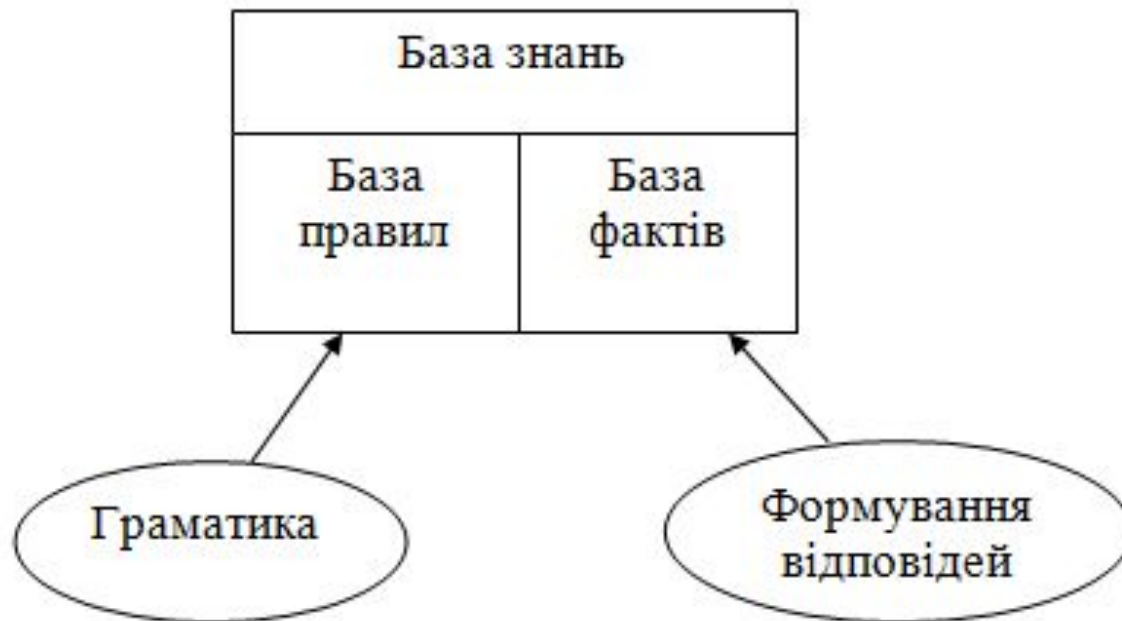 База знань
База
правил
База
фактів
Граматика
Формування
відповідей